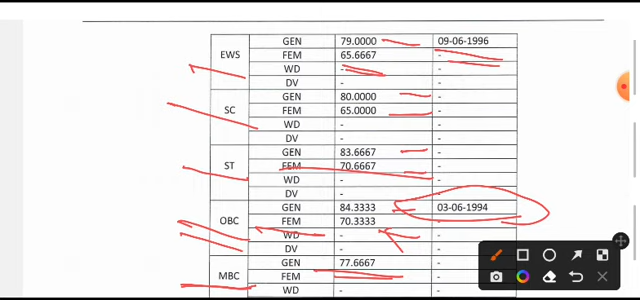 EWS GEN 79.0000 09-06-1996
FEM 65.6667 -
WD - -
DV - -
SC GEN 80.0000 -
FEM 65.0000 -
WD - -
DV - -
ST GEN 83.6667 -
FEM 70.6667 -
WD - -
DV - -
OBC GEN 84.3333 03-06-1994
FEM 70.3333 -
WD - -
DV - -
MBC GEN 77.6667
FEM -
WD - -